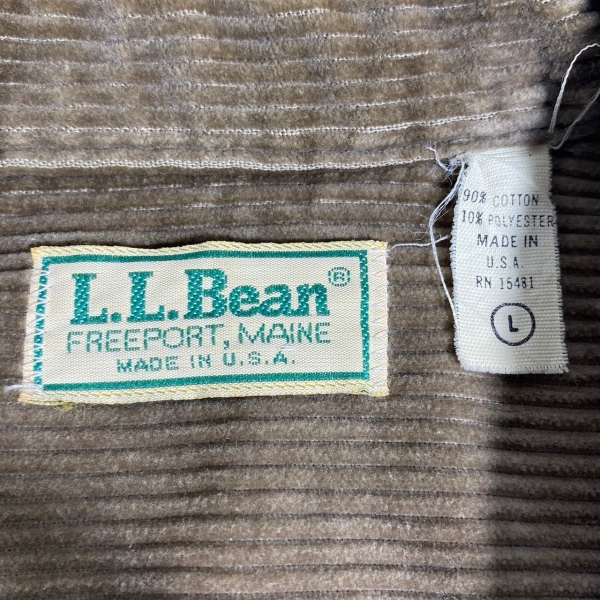 L.L.Bean®
FREEPORT, MAINE
MADE IN U.S.A.
90% COTTON
10% POLYESTER
MADE IN
U.S.A.
RN 15481
L